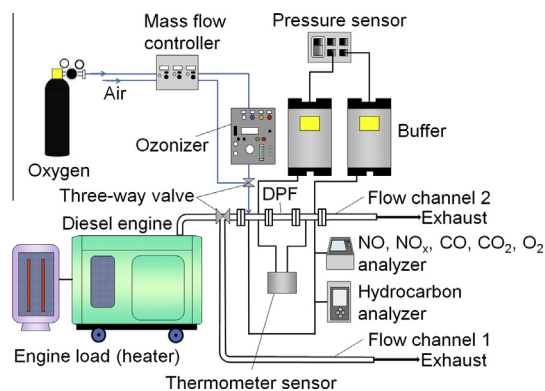 Pressure sensor
Mass flow
controller
Air
Oxygen
Ozonizer
Buffer
Three-way valve
DPF
Flow channel 2
Exhaust
Diesel engine
NO, NOx, CO, CO2, O2
analyzer
Hydrocarbon
analyzer
Flow channel 1
Exhaust
Engine load (heater)
Thermometer sensor